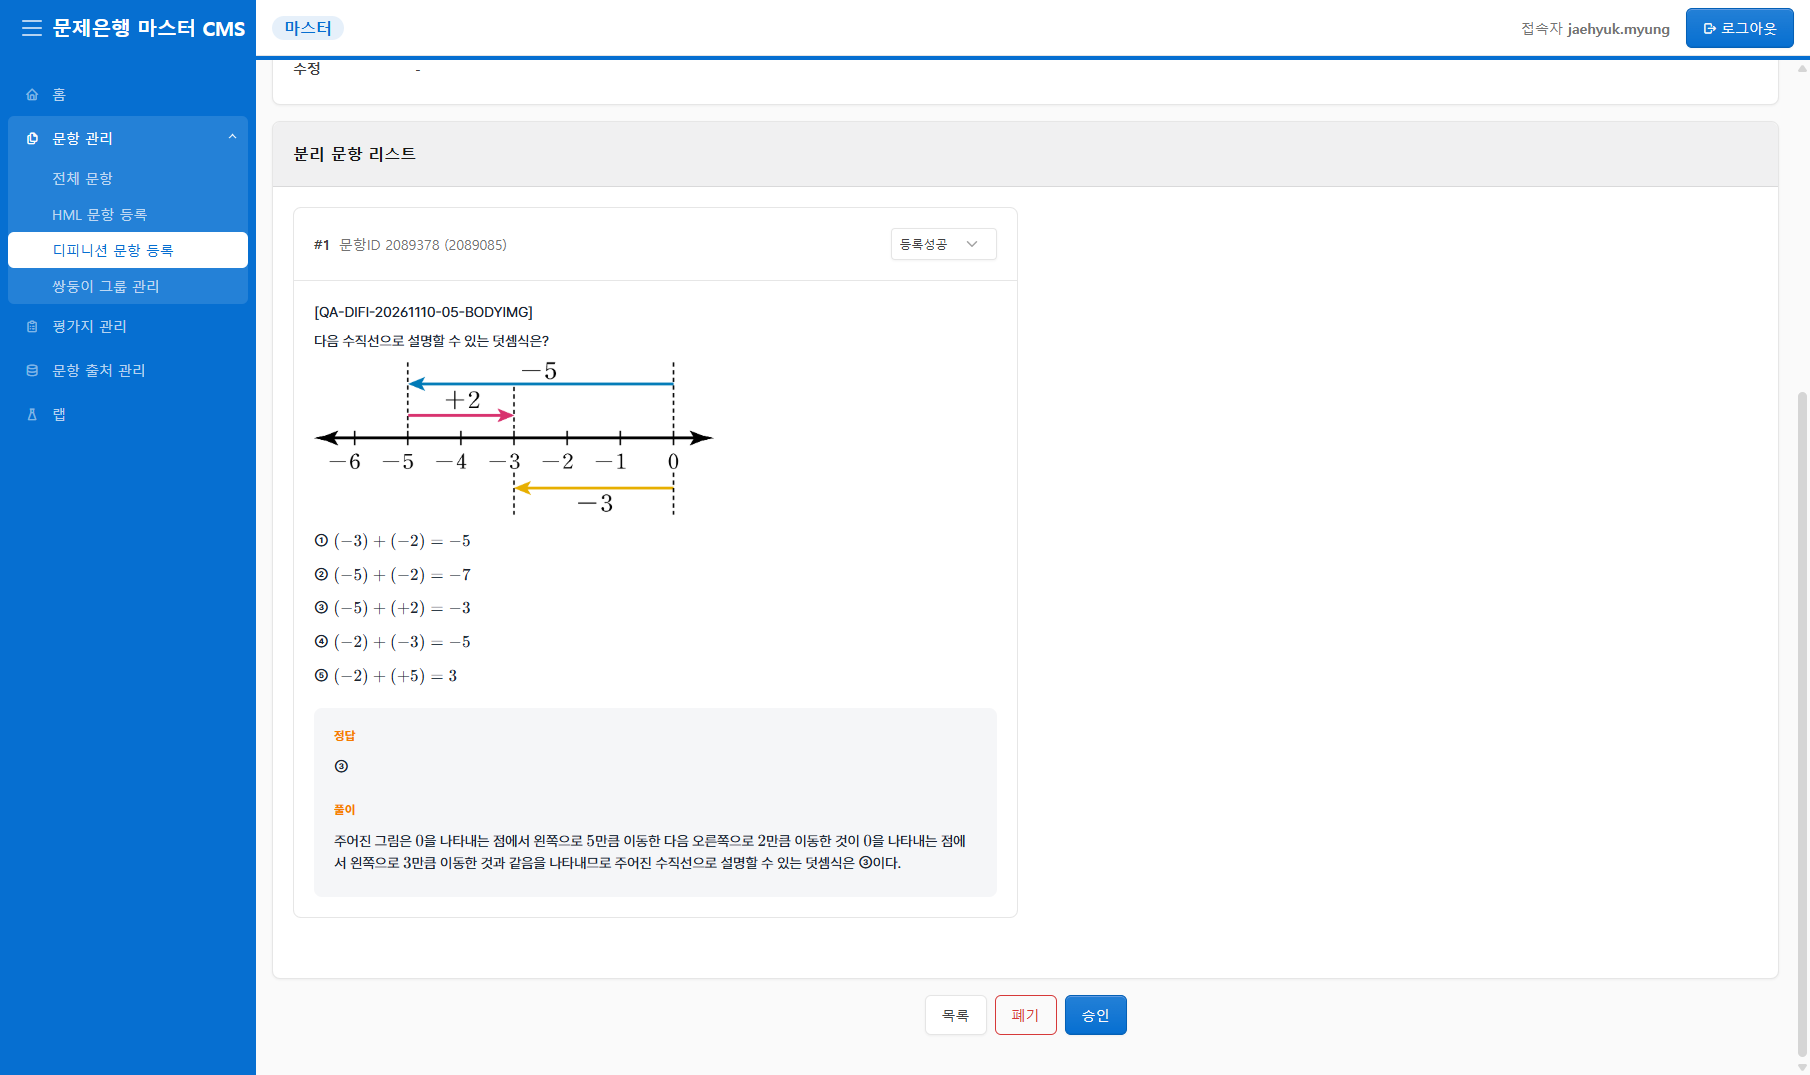 문제은행 마스터 CMS
마스터
접속자 jaehyuk.myung
로그아웃
홈
문항 관리
전체 문항
HML 문항 등록
디피니션 문항 등록
쌍둥이 그룹 관리
평가지 관리
문항 출처 관리
랩
수정 -
분리 문항 리스트
#1 문항ID 2089378 (2089085)
등록성공
[QA-DIFI-20261110-05-BODYIMG]
다음 수직선으로 설명할 수 있는 덧셈식은?
−5
+2
−6 −5 −4 −3 −2 −1 0
−3
① (−3) + (−2) = −5
② (−5) + (−2) = −7
③ (−5) + (+2) = −3
④ (−2) + (−3) = −5
⑤ (−2) + (+5) = 3
정답
③
풀이
주어진 그림은 0을 나타내는 점에서 왼쪽으로 5만큼 이동한 다음 오른쪽으로 2만큼 이동한 것이 0을 나타내는 점에
서 왼쪽으로 3만큼 이동한 것과 같음을 나타내므로 주어진 수직선으로 설명할 수 있는 덧셈식은 ③이다.
목록
폐기
승인